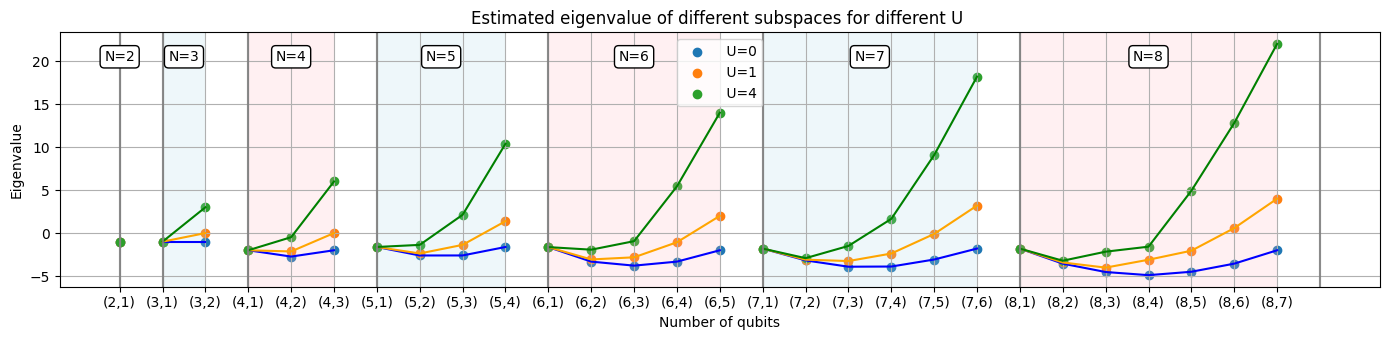 Estimated eigenvalue of different subspaces for different U
N=2 N=3 N=4 N=5 N=6 N=7 N=8
U=0
U=1
U=4
Eigenvalue
20
15
10
5
0
−5
(2,1) (3,1) (3,2) (4,1) (4,2) (4,3) (5,1) (5,2) (5,3) (5,4) (6,1) (6,2) (6,3) (6,4) (6,5) (7,1) (7,2) (7,3) (7,4) (7,5) (7,6) (8,1) (8,2) (8,3) (8,4) (8,5) (8,6) (8,7)
Number of qubits